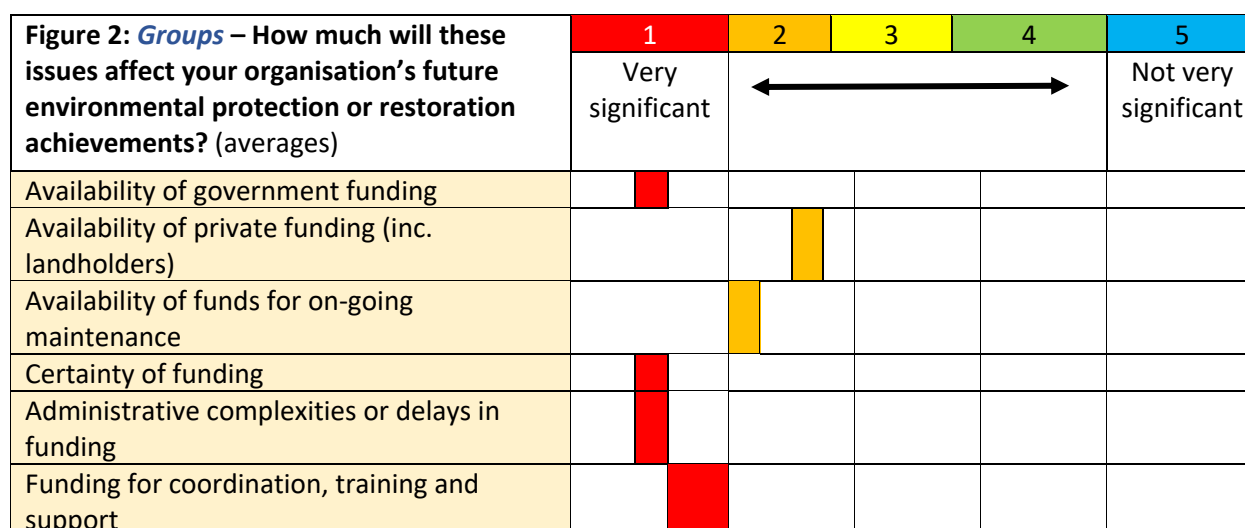 Figure 2: Groups – How much will these
issues affect your organisation's future
environmental protection or restoration
achievements? (averages)
1 2 3 4 5
Very
significant
Not very
significant
Availability of government funding
Availability of private funding (inc.
landholders)
Availability of funds for on-going
maintenance
Certainty of funding
Administrative complexities or delays in
funding
Funding for coordination, training and
support